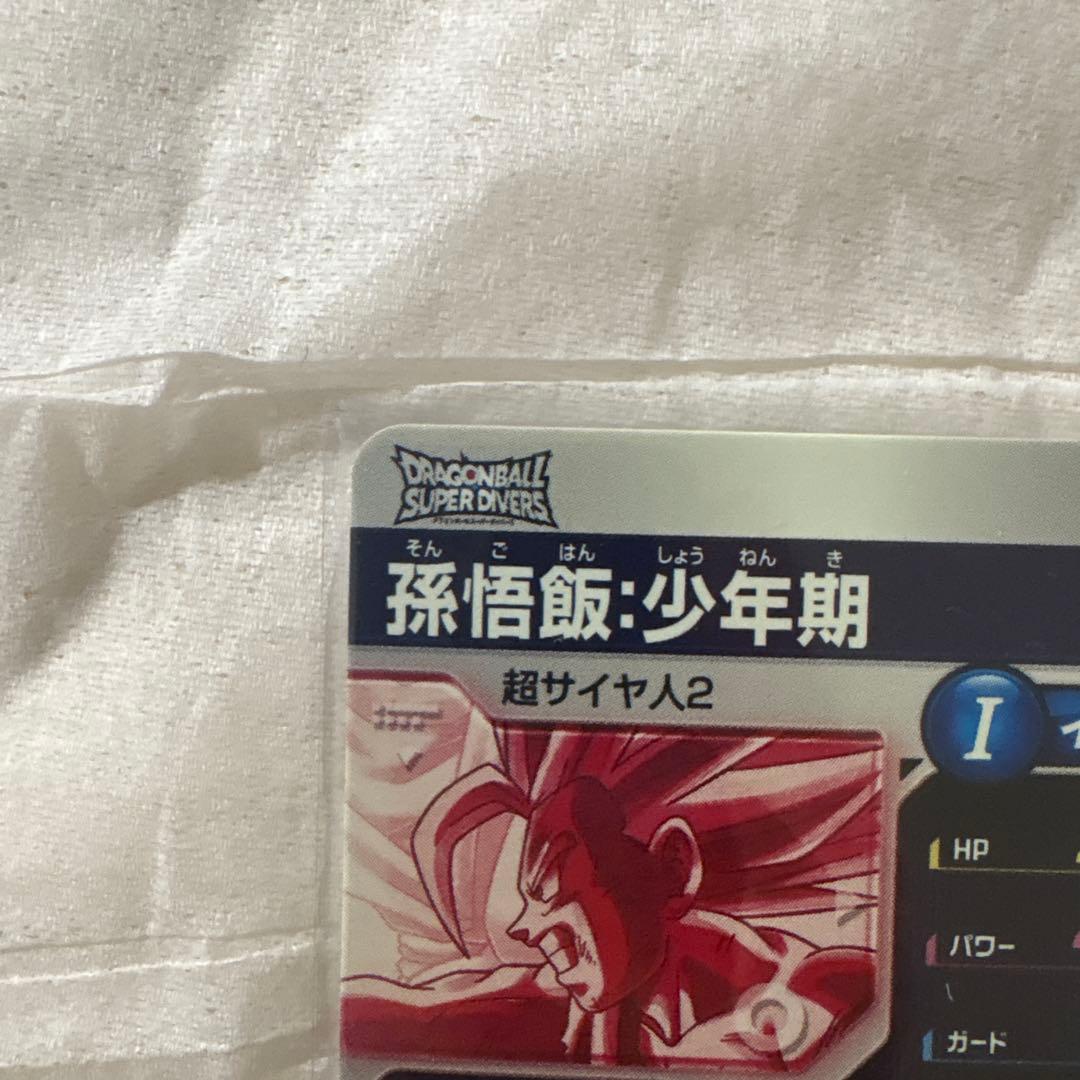 DRAGONBALL
SUPER DIVERS
そん ご はん しょう ねん き
孫悟飯:少年期
超サイヤ人2
I
HP
パワー
ガード